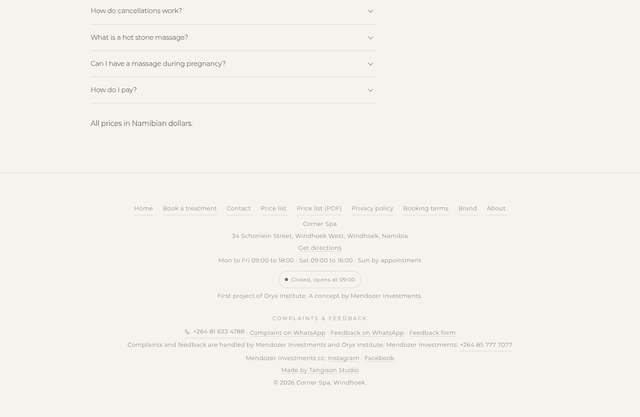 How do cancellations work?
What is a hot stone massage?
Can I have a massage during pregnancy?
How do I pay?
All prices in Namibian dollars.
Home Book a treatment Contact Price list Price list (PDF) Privacy policy Booking terms Brand About
Corner Spa
34 Schonlein Street, Windhoek West, Windhoek, Namibia
Get directions
Mon to Fri 09:00 to 18:00 · Sat 09:00 to 16:00 · Sun by appointment
Closed, opens at 09:00
First project of Orye Institute. A concept by Mendozer Investments.
COMPLAINTS & FEEDBACK
+264 81 633 4788 · Complaint on WhatsApp · Feedback on WhatsApp · Feedback form
Complaints and feedback are handled by Mendozer Investments and Orye Institute. Mendozer Investments: +264 85 777 7077
Mendozer Investments cc: Instagram · Facebook
Made by Tangison Studio
© 2026 Corner Spa, Windhoek.